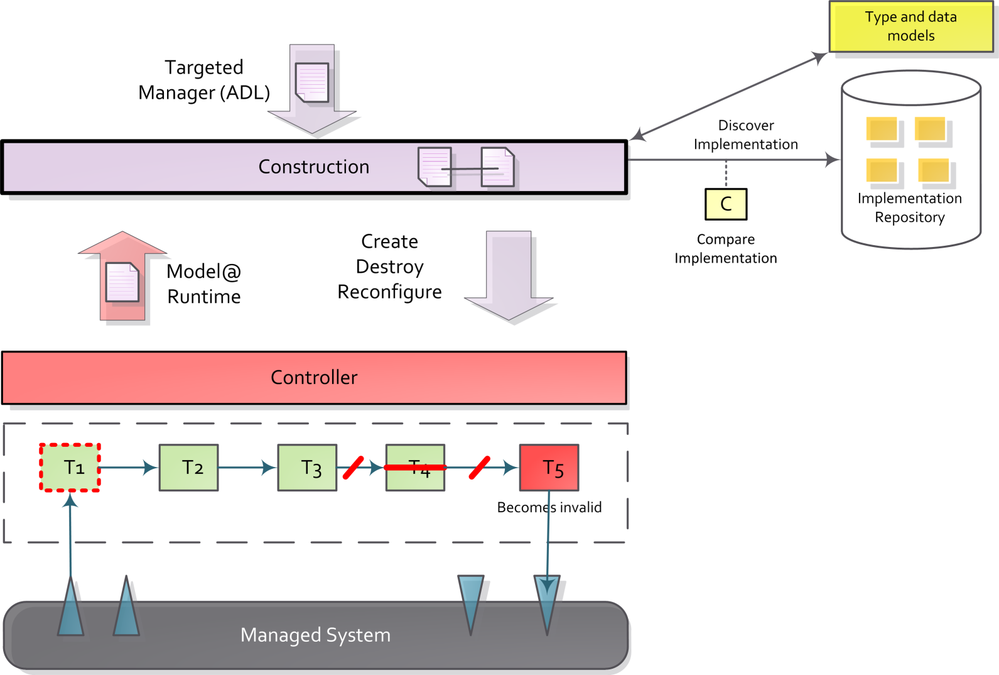 Type and data
models
Targeted
Manager (ADL)
Discover
Implementation
Construction
C
Implementation
Repository
Compare
Implementation
Create
Destroy
Reconfigure
Model@
Runtime
Controller
T1
T2
T3
T4
T5
Becomes invalid
Managed System